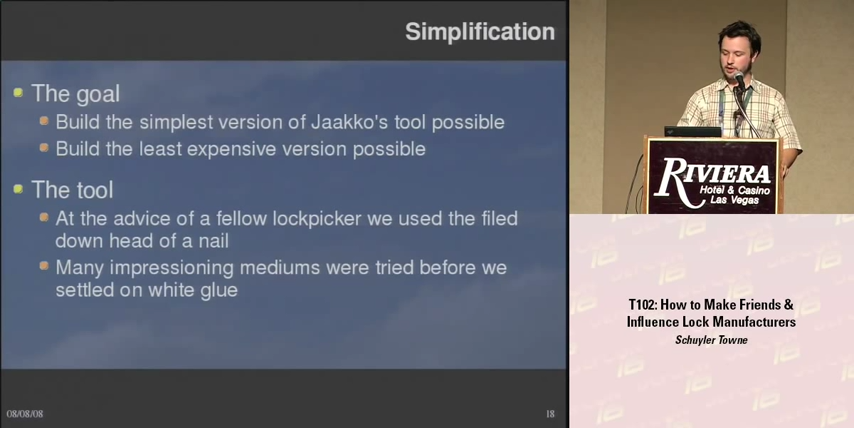 Simplification
The goal
Build the simplest version of Jaakko's tool possible
Build the least expensive version possible
The tool
At the advice of a fellow lockpicker we used the filed
down head of a nail
Many impressioning mediums were tried before we
settled on white glue
08/08/08
18
RIVIERA
Hotel & Casino
Las Vegas
T102: How to Make Friends &
Influence Lock Manufacturers
Schuyler Towne